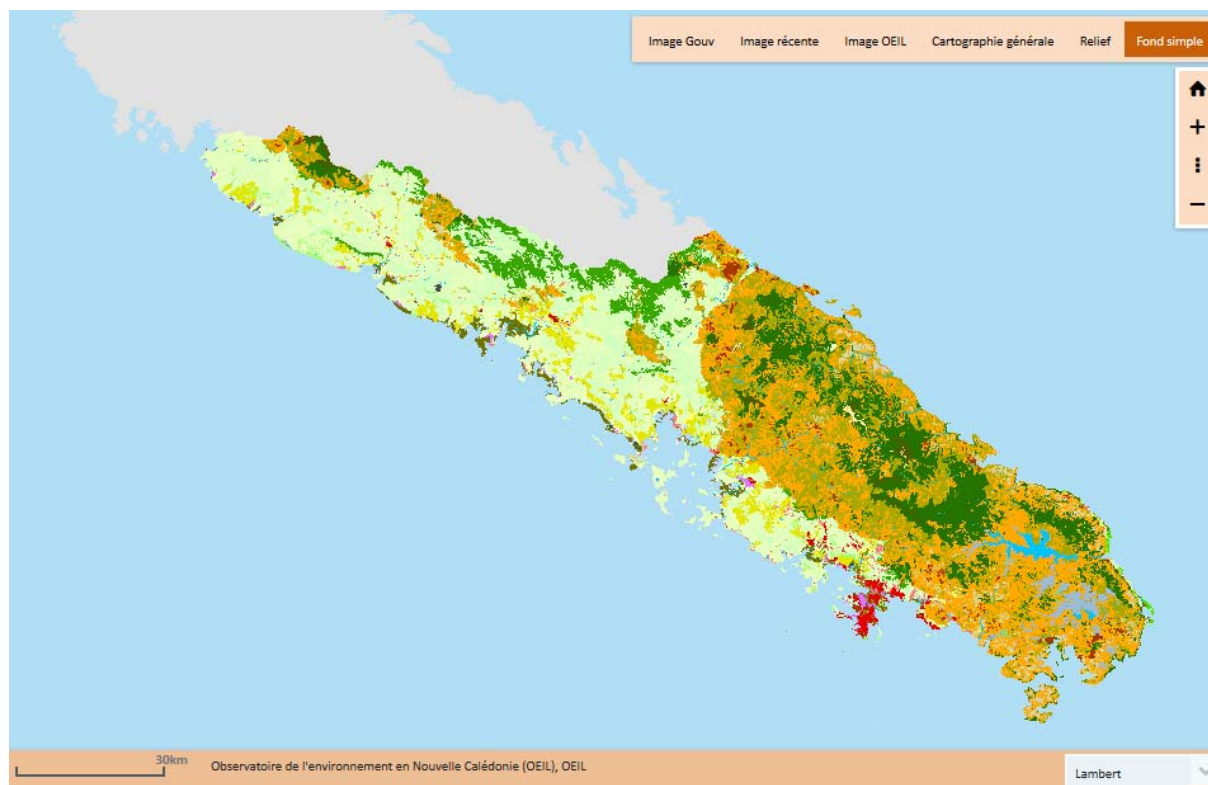 Image Gouv Image récente Image OEIL Cartographie générale Relief Fond simple
30km
Observatoire de l'environnement en Nouvelle Calédonie (OEIL), OEIL
Lambert